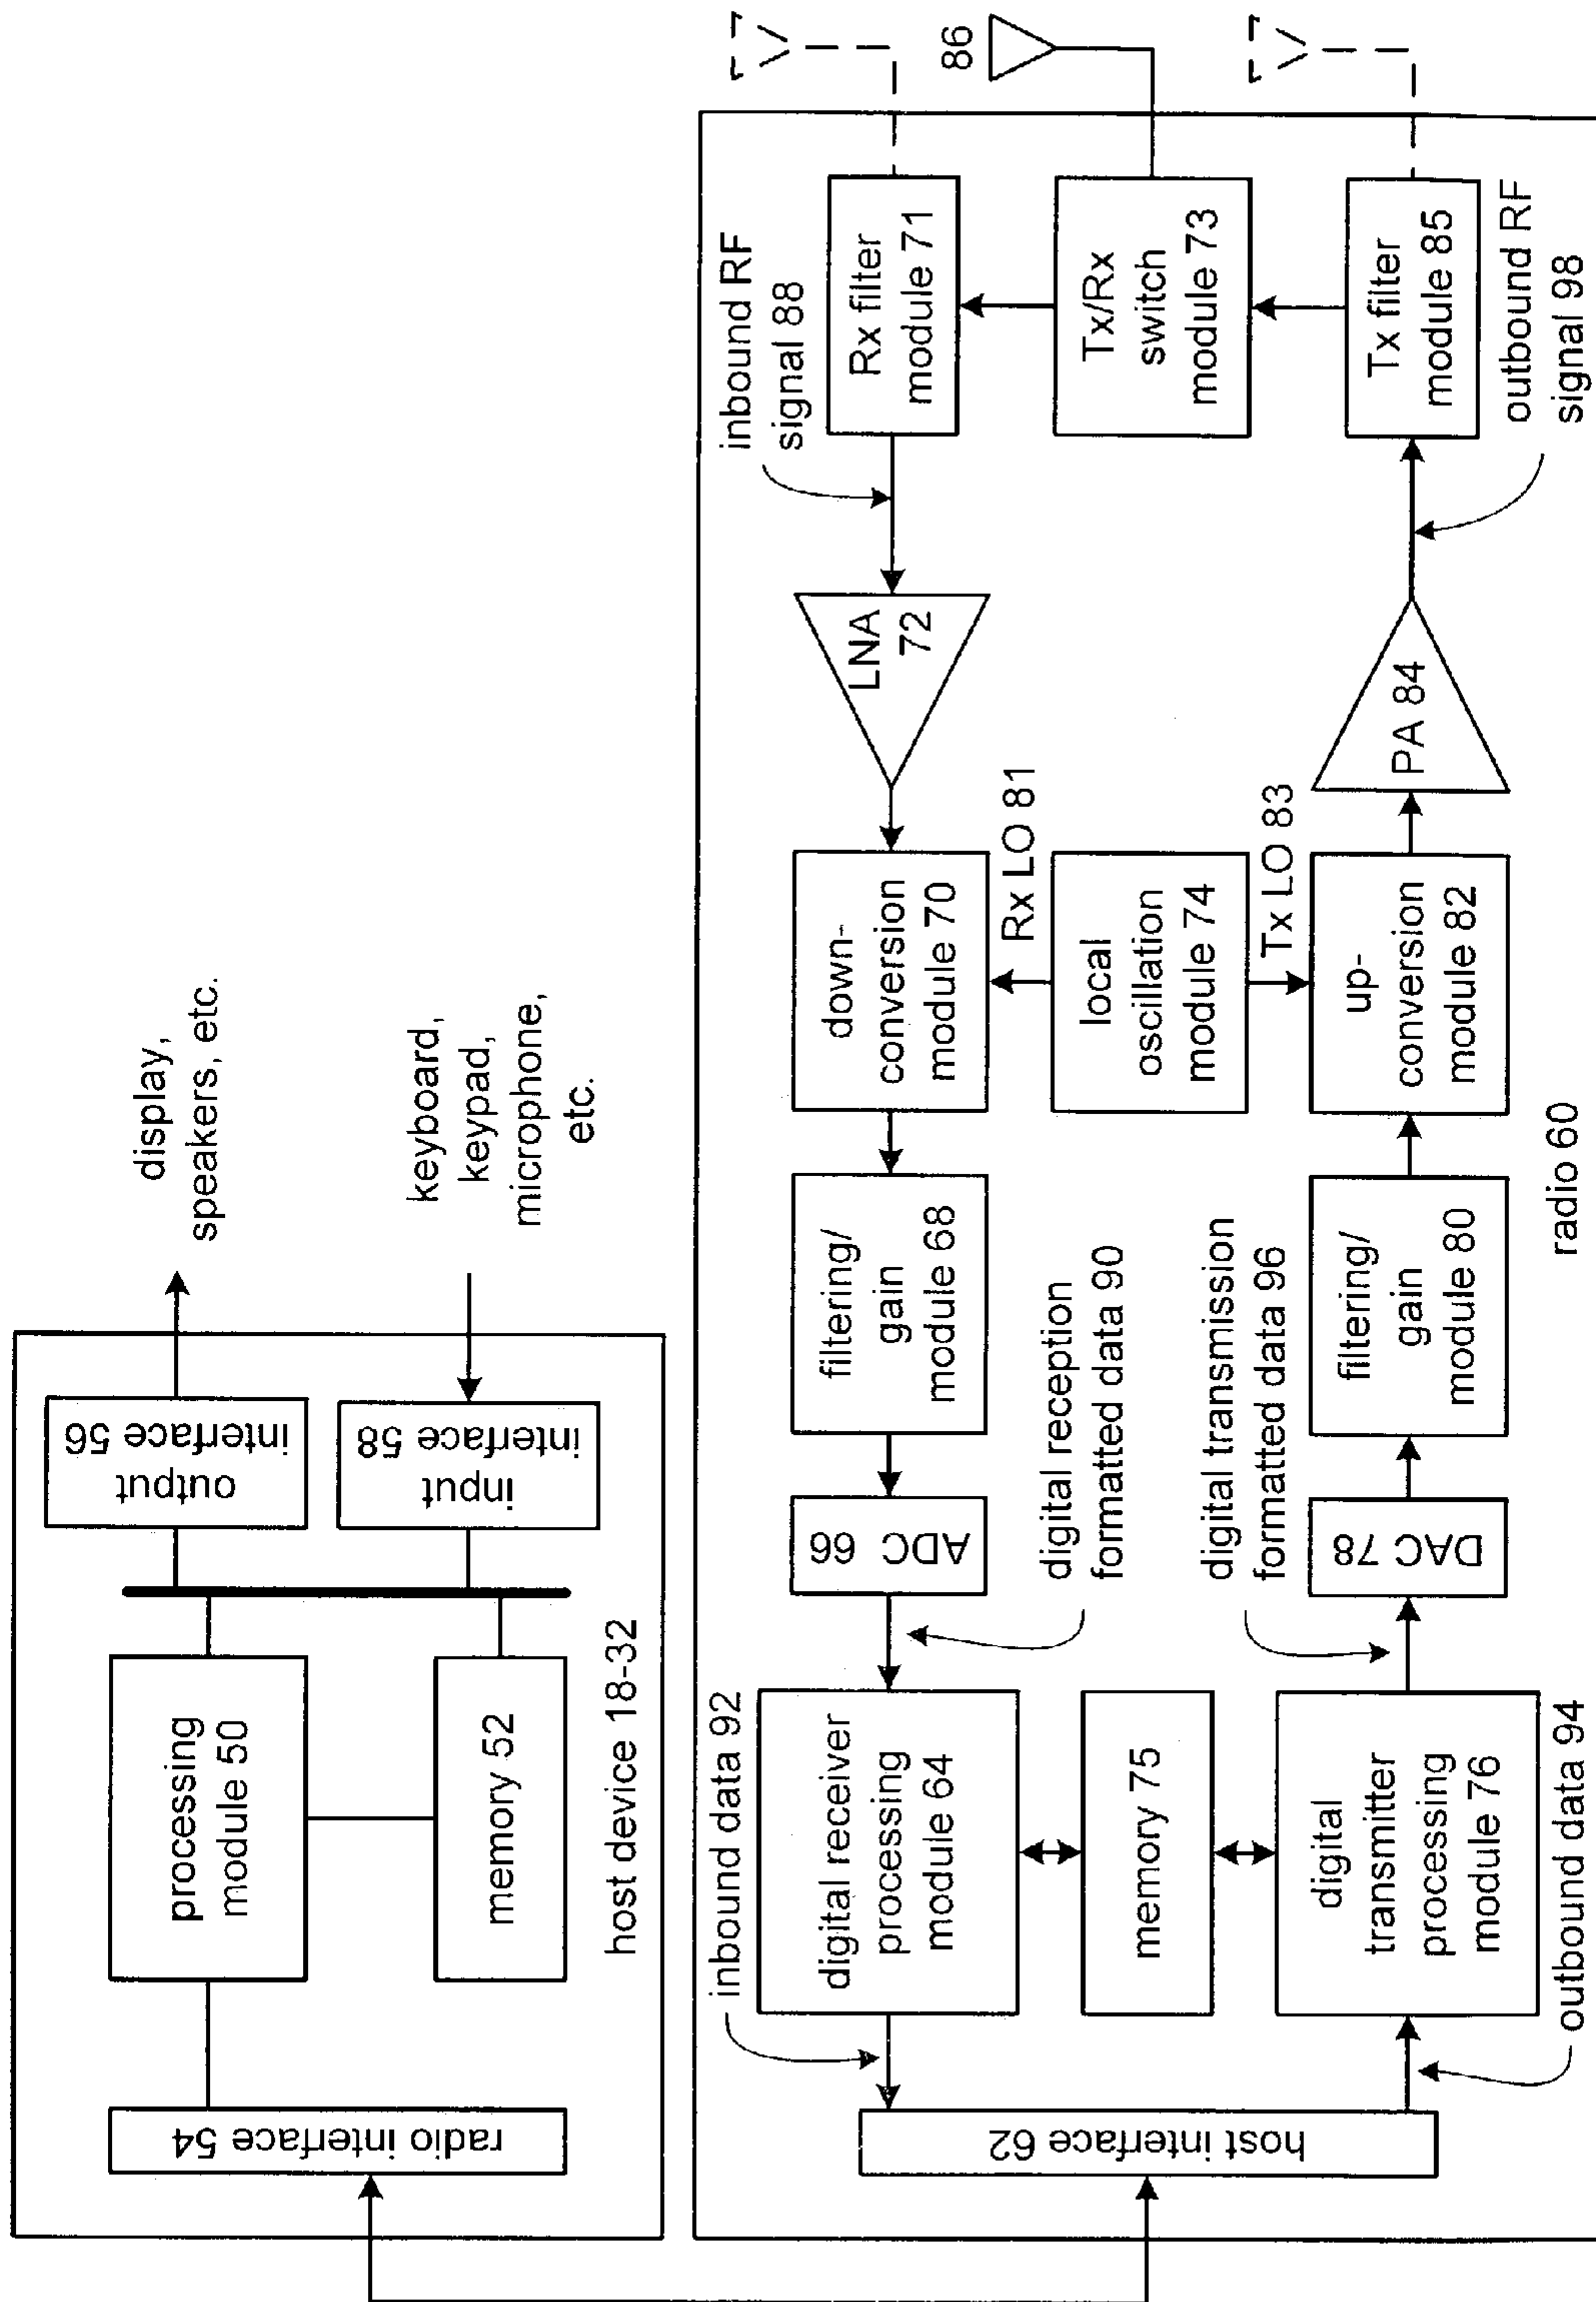 display,
speakers, etc.
keyboard,
keypad,
microphone,
etc.
output
interface 56
input
interface 58
processing
module 50
memory 52
radio interface 54
host device 18-32
86
inbound RF
signal 88
Rx filter
module 71
Tx/Rx
switch
module 73
Tx filter
module 85
outbound RF
signal 98
LNA
72
PA 84
down-
conversion
module 70
Rx LO 81
local
oscillation
module 74
Tx LO 83
up-
conversion
module 82
filtering/
gain
module 68
filtering/
gain
module 80
radio 60
ADC 66
digital reception
formatted data 90
digital transmission
formatted data 96
DAC 78
inbound data 92
digital receiver
processing
module 64
memory 75
digital
transmitter
processing
module 76
outbound data 94
host interface 62